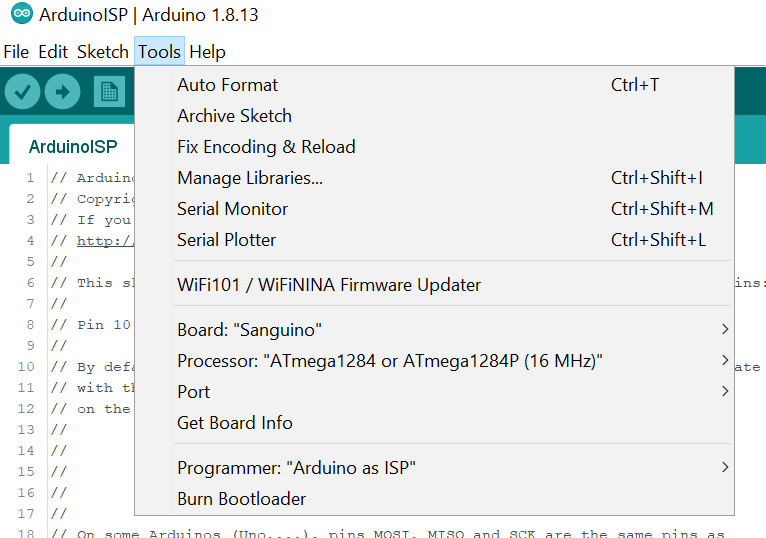 ArduinoISP | Arduino 1.8.13
File Edit Sketch Tools Help
Auto Format Ctrl+T
Archive Sketch
Fix Encoding & Reload
Manage Libraries... Ctrl+Shift+I
Serial Monitor Ctrl+Shift+M
Serial Plotter Ctrl+Shift+L
WiFi101 / WiFiNINA Firmware Updater
Board: "Sanguino"
Processor: "ATmega1284 or ATmega1284P (16 MHz)"
Port
Get Board Info
Programmer: "Arduino as ISP"
Burn Bootloader
ArduinoISP
1 // Arduino
2 // Copyri
3 // If you
4 // http:/
5 //
6 // This s ins:
7 //
8 // Pin 10
9 //
10 // By defa ate
11 // with th
12 // on the
13 //
14 //
15 //
16 //
17 //
18 // On some Arduinos (Uno,...), pins MOSI, MISO and SCK are the same pins as